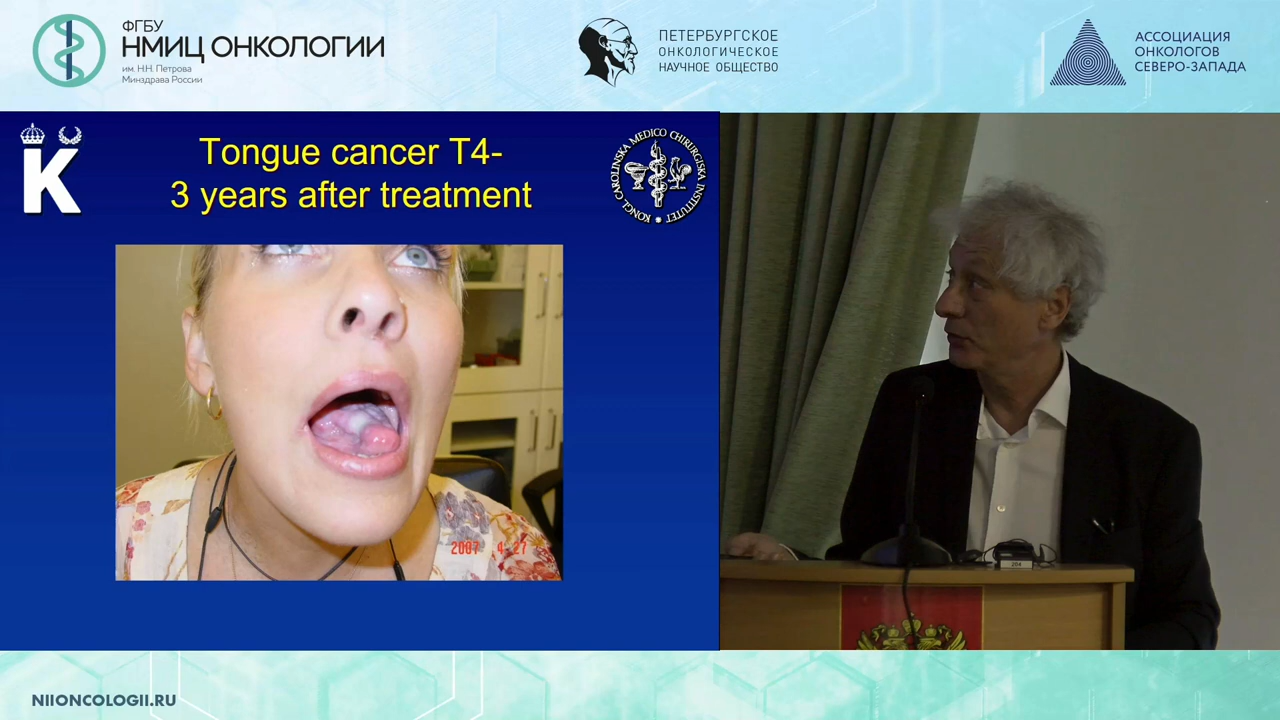 ФГБУ
НМИЦ ОНКОЛОГИИ
им. Н.Н. Петрова
Минздрава России
ПЕТЕРБУРГСКОЕ
ОНКОЛОГИЧЕСКОЕ
НАУЧНОЕ ОБЩЕСТВО
АССОЦИАЦИЯ
ОНКОЛОГОВ
СЕВЕРО-ЗАПАДА
K
Tongue cancer T4-
3 years after treatment
KONGL CAROLINSKA MEDICO CHIRURGISKA INSTITUTET
2007 4 27
204
NIIONCOLOGII.RU